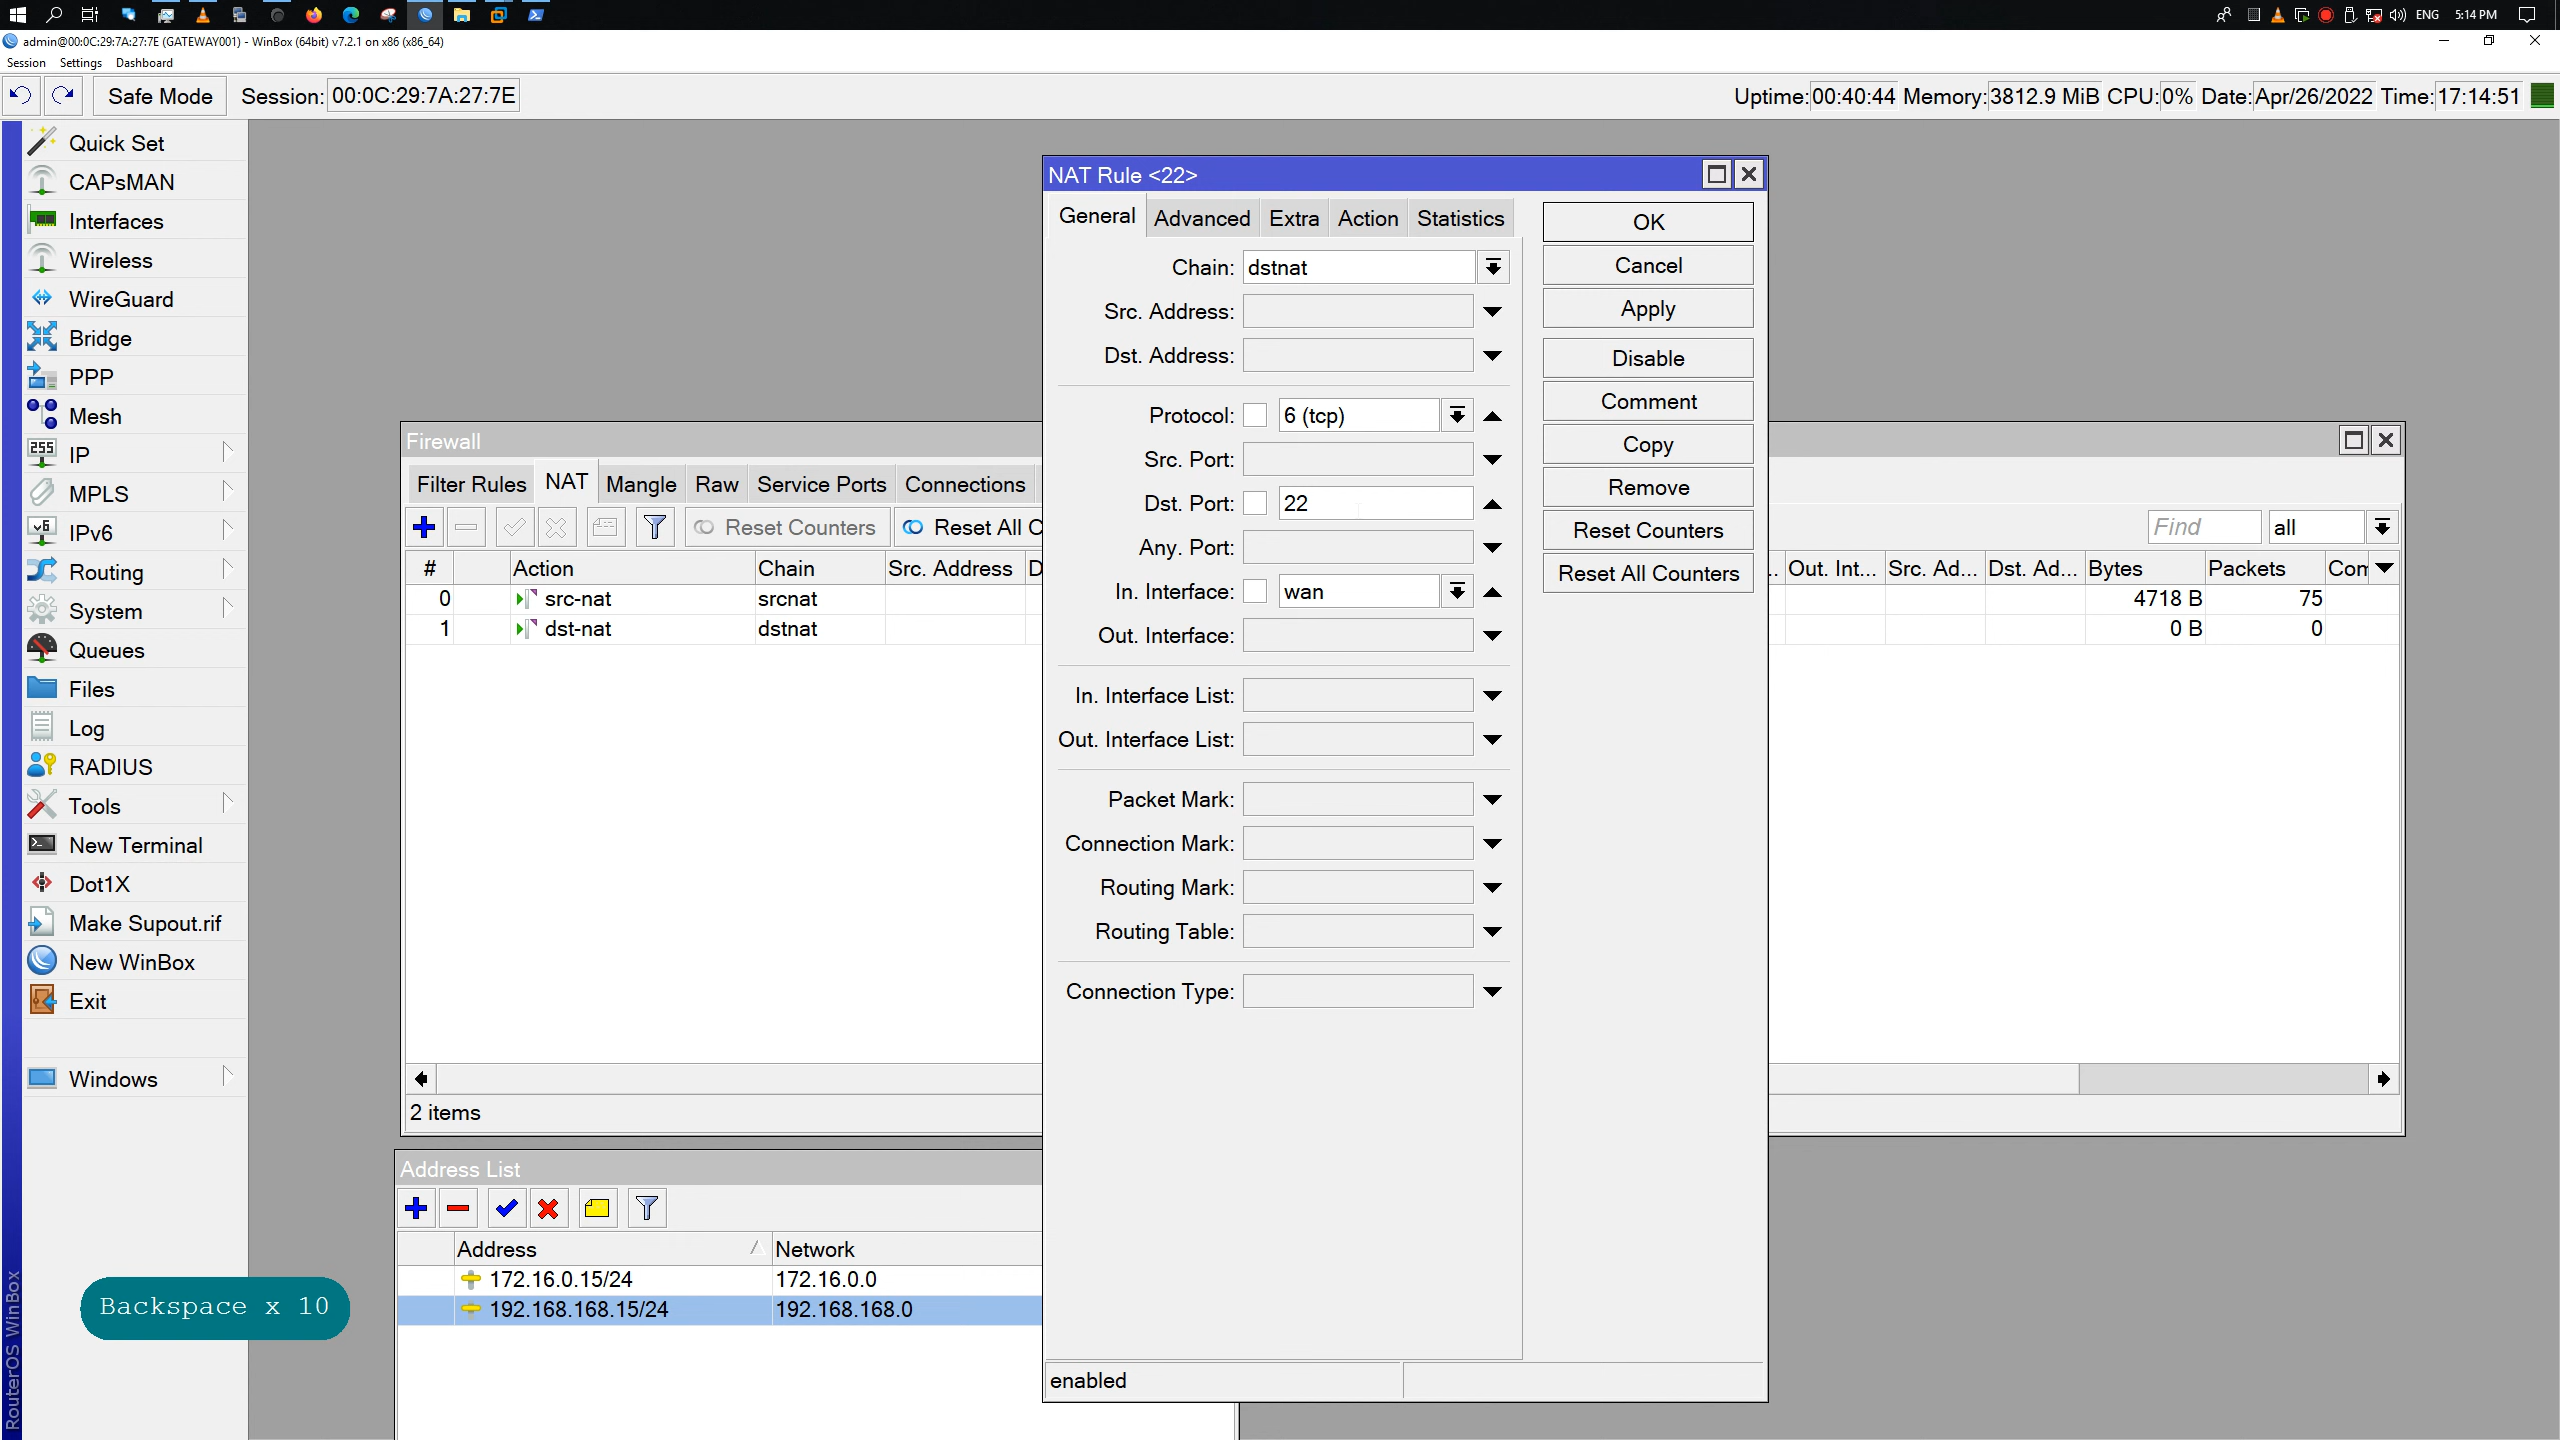 ENG 5:14 PM
admin@00:0C:29:7A:27:7E (GATEWAY001) - WinBox (64bit) v7.2.1 on x86 (x86_64)
Session Settings Dashboard
Safe Mode Session: 00:0C:29:7A:27:7E Uptime: 00:40:44 Memory: 3812.9 MiB CPU: 0% Date: Apr/26/2022 Time: 17:14:51
Quick Set
CAPsMAN
Interfaces
Wireless
WireGuard
Bridge
PPP
Mesh
IP
MPLS
IPv6
Routing
System
Queues
Files
Log
RADIUS
Tools
New Terminal
Dot1X
Make Supout.rif
New WinBox
Exit
Windows
RouterOS WinBox
Backspace x 10
Firewall
Filter Rules NAT Mangle Raw Service Ports Connections
Reset Counters Reset All C
Find all
# Action Chain Src. Address D .. Out. Int... Src. Ad... Dst. Ad... Bytes Packets Com
0 src-nat srcnat 4718 B 75
1 dst-nat dstnat 0 B 0
2 items
Address List
Address Network
172.16.0.15/24 172.16.0.0
192.168.168.15/24 192.168.168.0
NAT Rule <22>
General Advanced Extra Action Statistics
Chain: dstnat
Src. Address:
Dst. Address:
Protocol: 6 (tcp)
Src. Port:
Dst. Port: 22
Any. Port:
In. Interface: wan
Out. Interface:
In. Interface List:
Out. Interface List:
Packet Mark:
Connection Mark:
Routing Mark:
Routing Table:
Connection Type:
enabled
OK
Cancel
Apply
Disable
Comment
Copy
Remove
Reset Counters
Reset All Counters